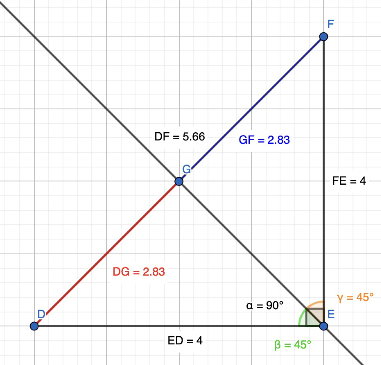 F
DF = 5.66
GF = 2.83
G
FE = 4
DG = 2.83
α = 90°
γ = 45°
D
E
ED = 4
β = 45°